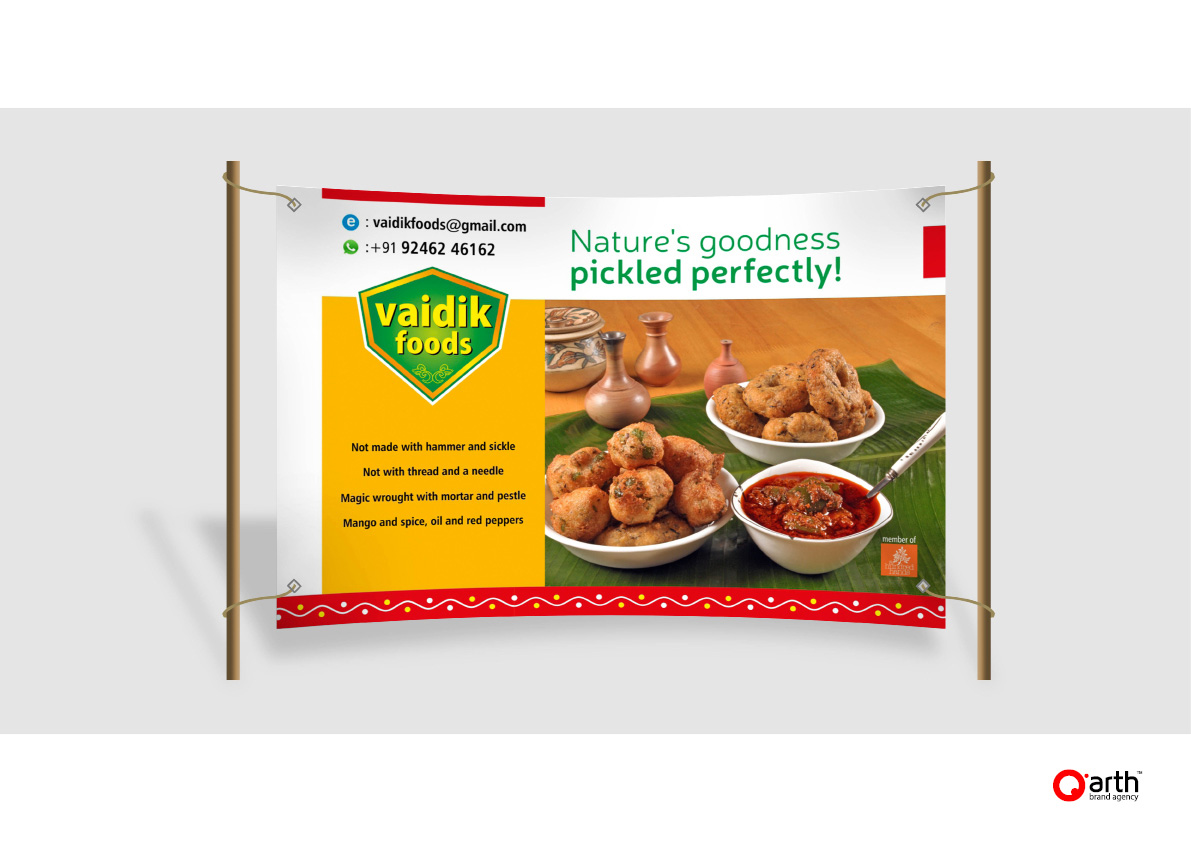 e : vaidikfoods@gmail.com
:+91 92462 46162
vaidik
foods
Not made with hammer and sickle
Not with thread and a needle
Magic wrought with mortar and pestle
Mango and spice, oil and red peppers
Nature's goodness
pickled perfectly!
member of
arth™
brand agency